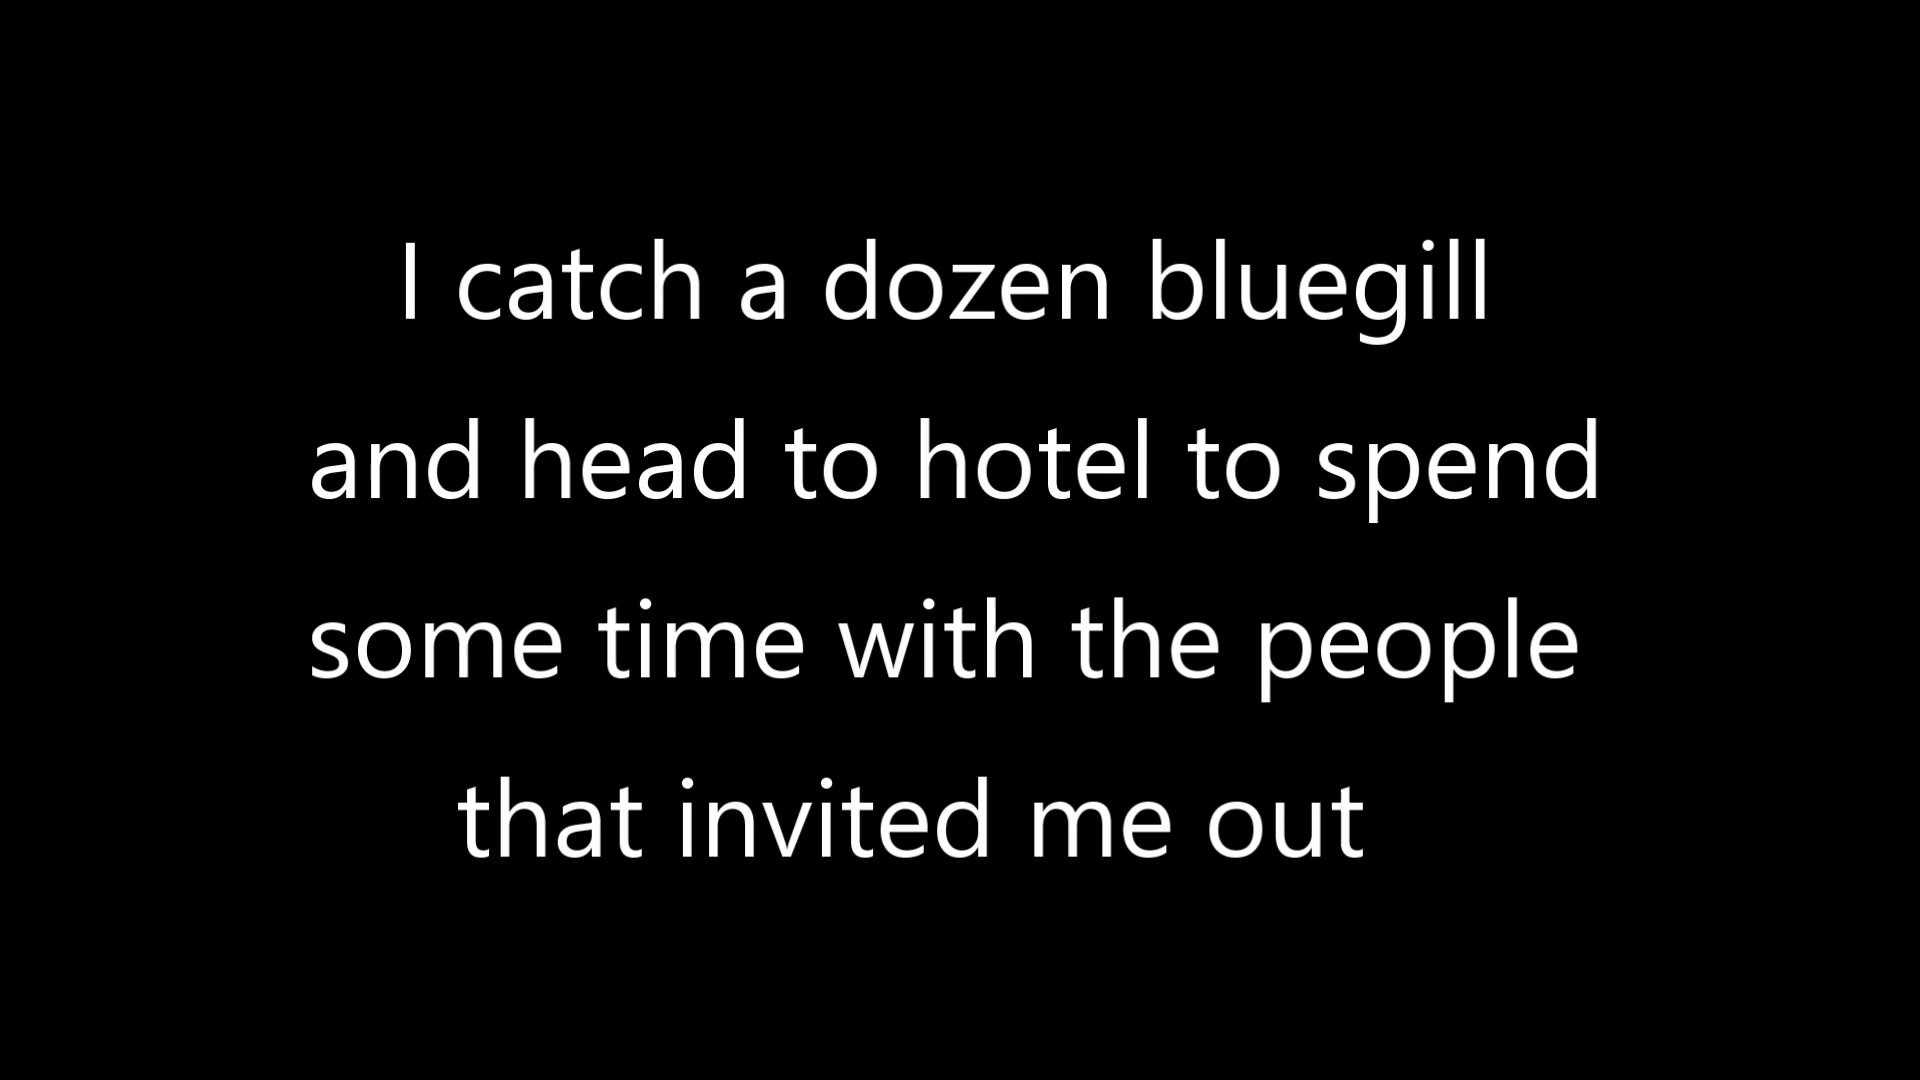 I catch a dozen bluegill
and head to hotel to spend
some time with the people
that invited me out